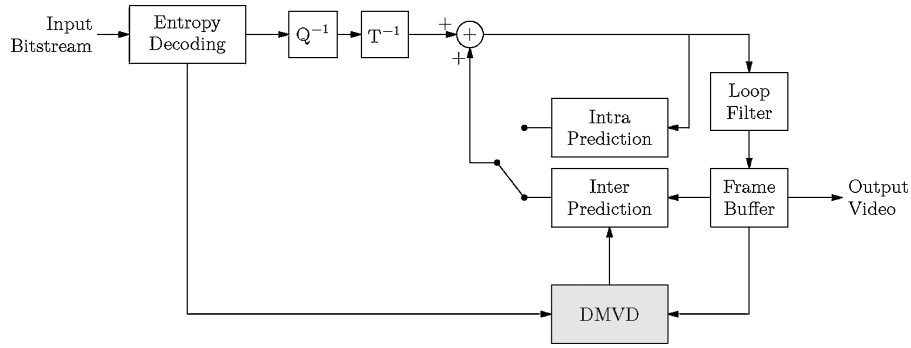 Input
Bitstream
Entropy
Decoding
Q⁻¹
T⁻¹
+
+
+
Loop
Filter
Intra
Prediction
Inter
Prediction
Frame
Buffer
Output
Video
DMVD